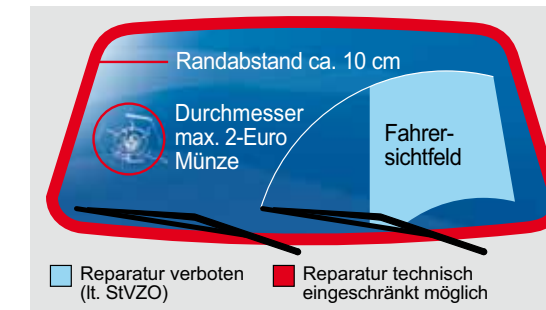 Randabstand ca. 10 cm
Durchmesser
max. 2-Euro
Münze
Fahrer-
sichtfeld
Reparatur verboten
(lt. StVZO)
Reparatur technisch
eingeschränkt möglich